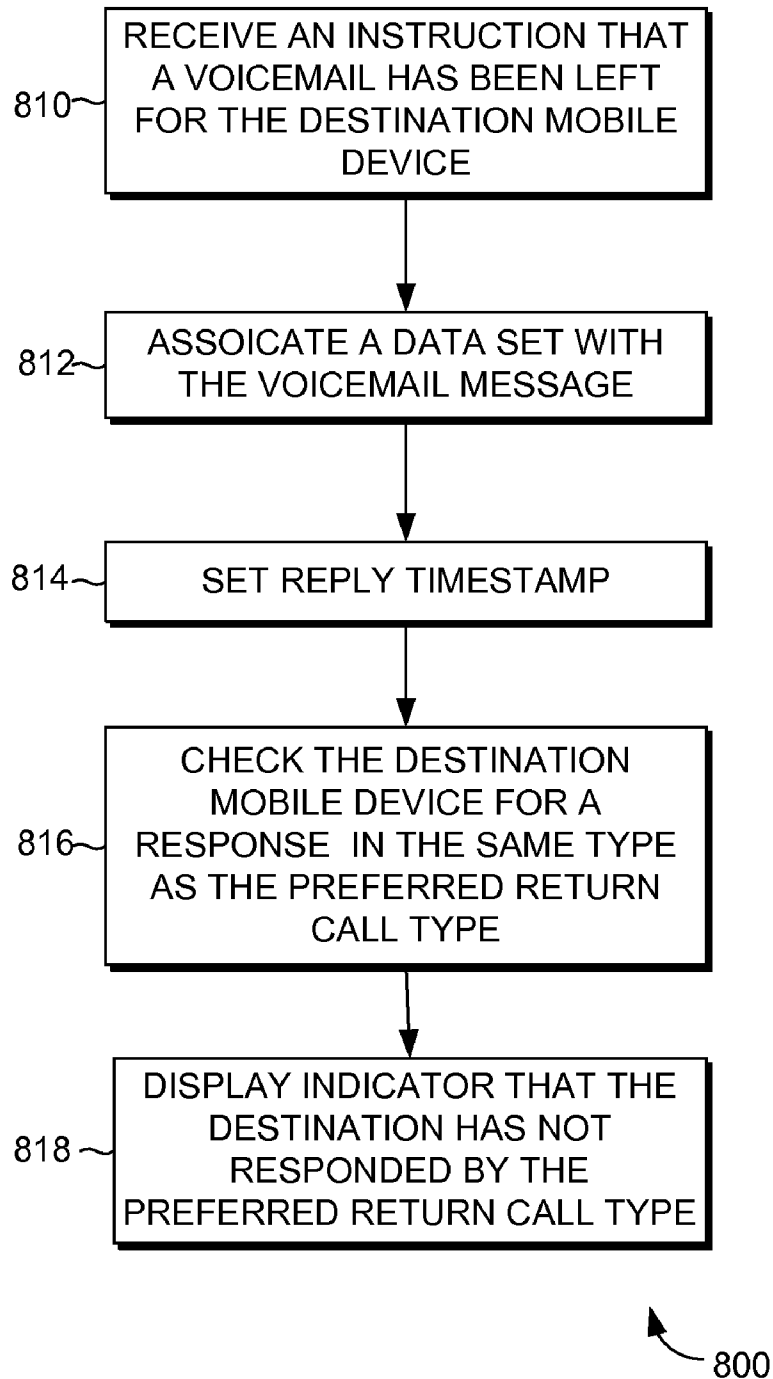 810
RECEIVE AN INSTRUCTION THAT
A VOICEMAIL HAS BEEN LEFT
FOR THE DESTINATION MOBILE
DEVICE
812
ASSOICATE A DATA SET WITH
THE VOICEMAIL MESSAGE
814
SET REPLY TIMESTAMP
816
CHECK THE DESTINATION
MOBILE DEVICE FOR A
RESPONSE IN THE SAME TYPE
AS THE PREFERRED RETURN
CALL TYPE
818
DISPLAY INDICATOR THAT THE
DESTINATION HAS NOT
RESPONDED BY THE
PREFERRED RETURN CALL TYPE
800